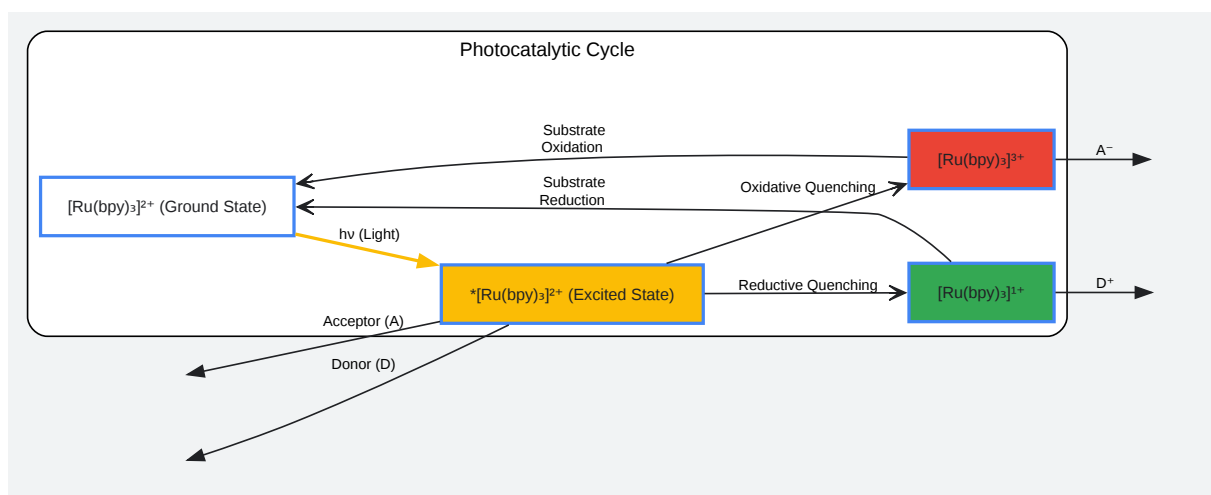 Photocatalytic Cycle
Substrate
Oxidation
[Ru(bpy)₃]³⁺
A⁻
Substrate
Reduction
Oxidative Quenching
[Ru(bpy)₃]²⁺ (Ground State)
hν (Light)
*[Ru(bpy)₃]²⁺ (Excited State)
Reductive Quenching
[Ru(bpy)₃]¹⁺
D⁺
Acceptor (A)
Donor (D)